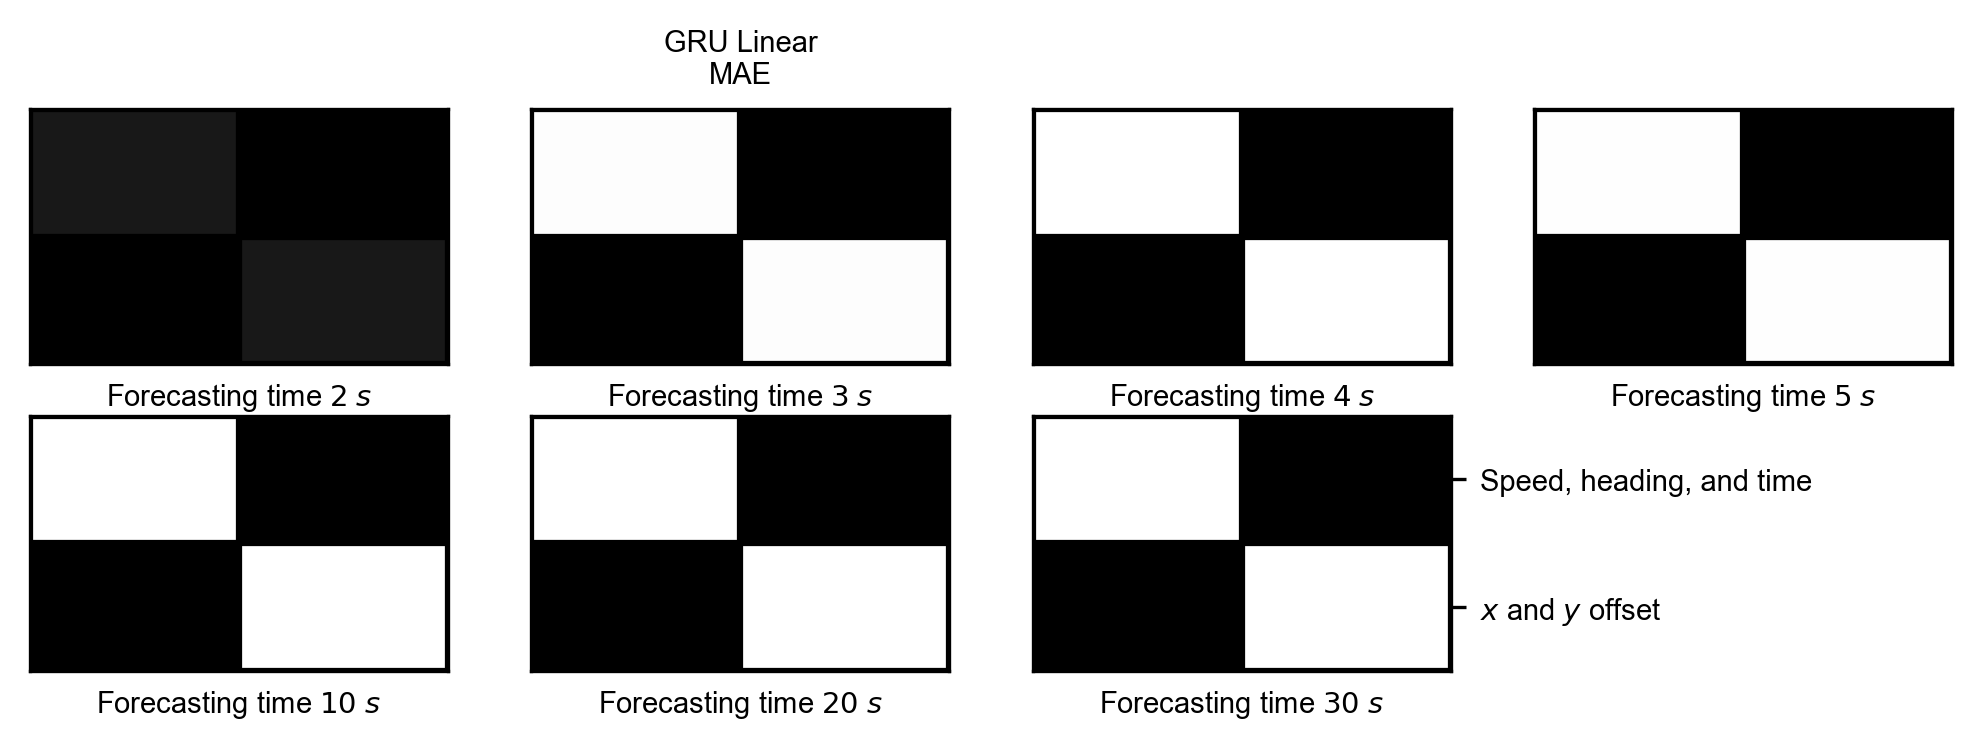 GRU Linear
MAE
Forecasting time 2 s
Forecasting time 3 s
Forecasting time 4 s
Forecasting time 5 s
Speed, heading, and time
x and y offset
Forecasting time 10 s
Forecasting time 20 s
Forecasting time 30 s